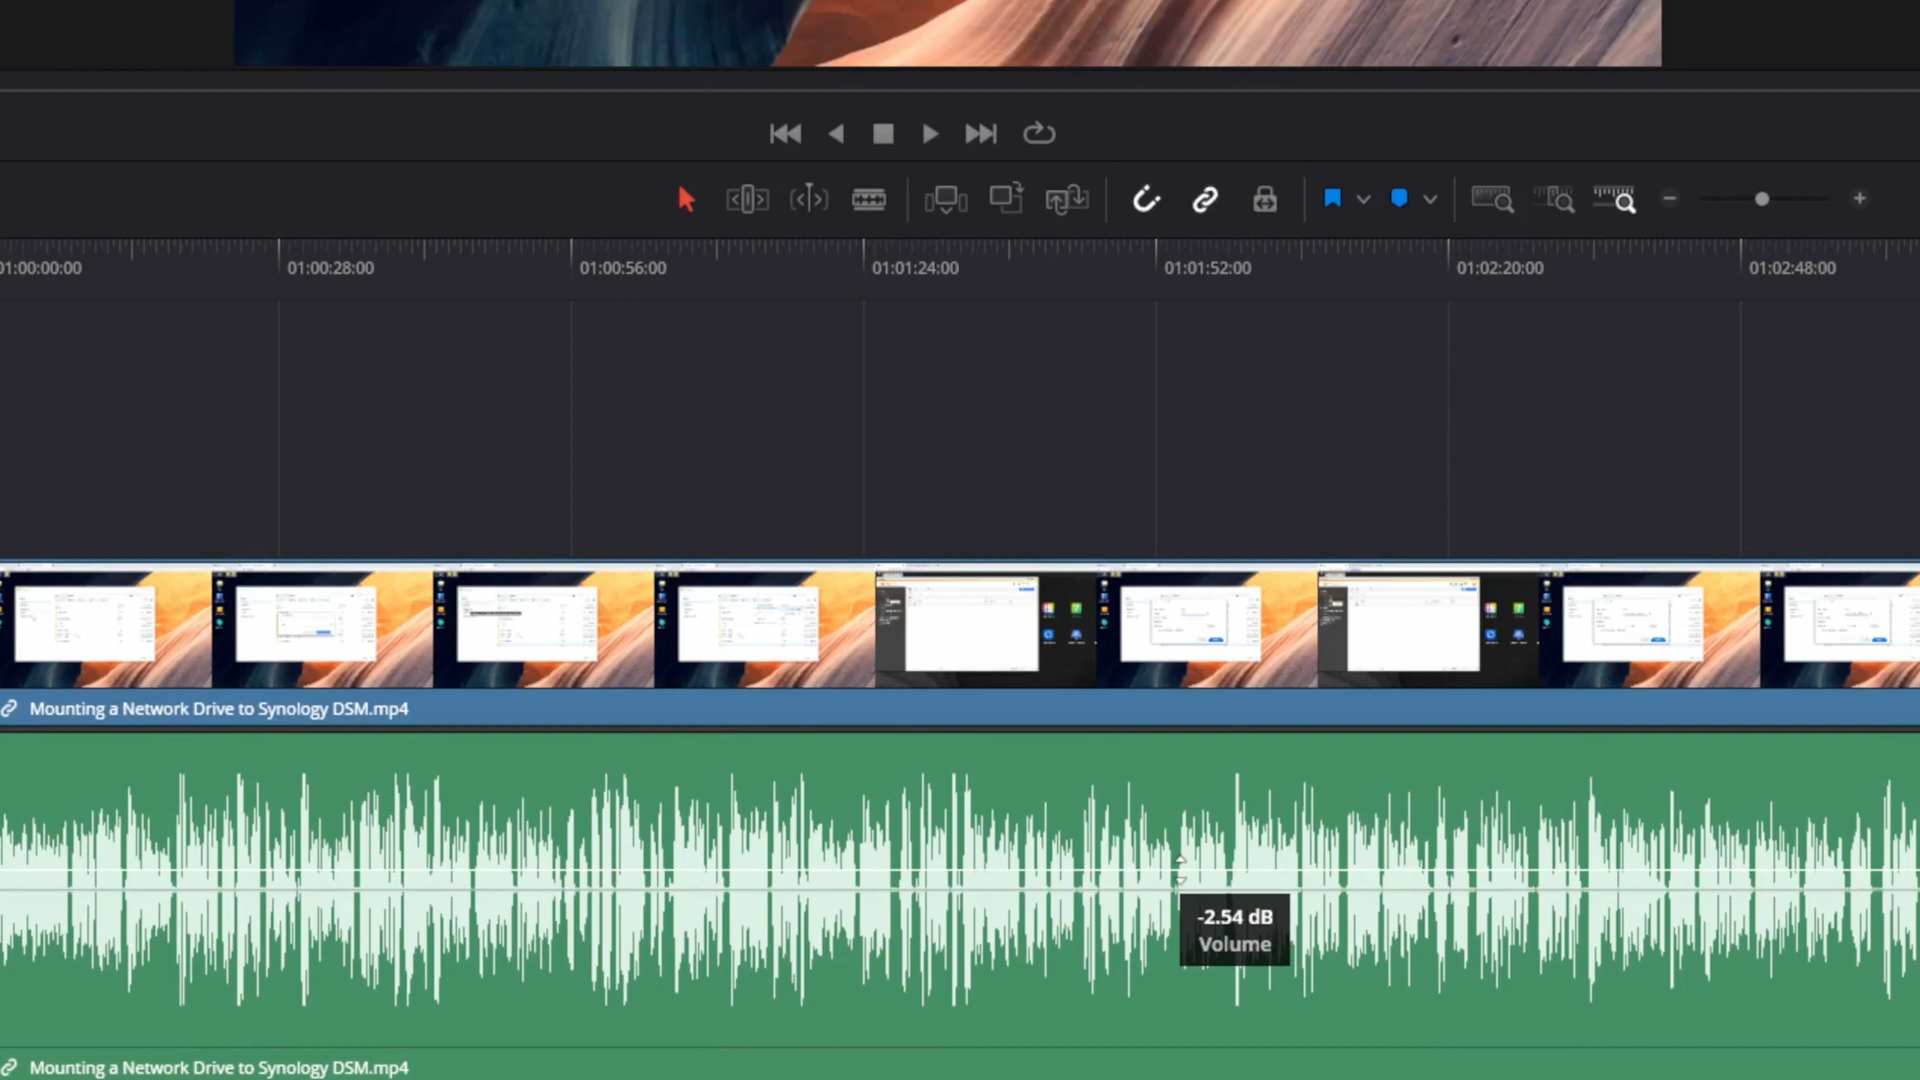 01:00:00:00 01:00:28:00 01:00:56:00 01:01:24:00 01:01:52:00 01:02:20:00 01:02:48:00
Mounting a Network Drive to Synology DSM.mp4
-2.54 dB
Volume
Mounting a Network Drive to Synology DSM.mp4